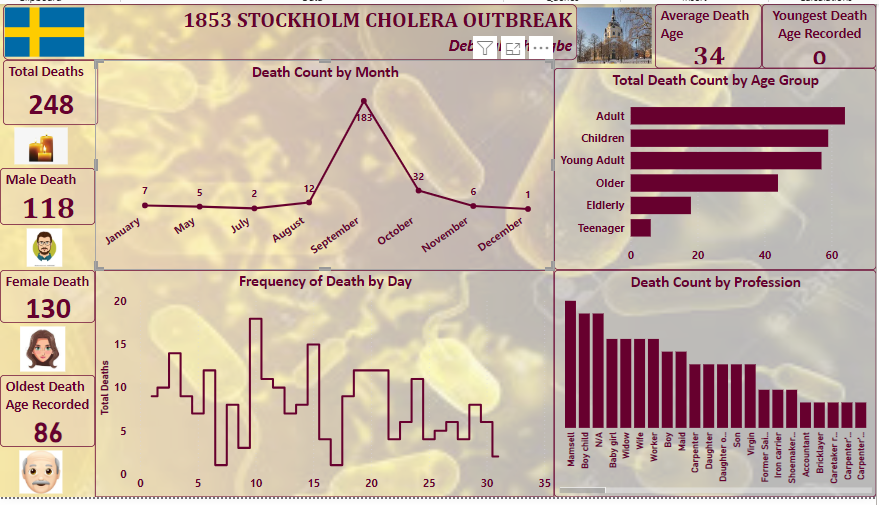 1853 STOCKHOLM CHOLERA OUTBREAK
Average Death Age
34
Youngest Death Age Recorded
0
Total Deaths
248
Male Death
118
Female Death
130
Oldest Death Age Recorded
86
Death Count by Month
7
5
2
12
183
32
6
1
January
May
July
August
September
October
November
December
Total Death Count by Age Group
Adult
Children
Young Adult
Older
Eldlerly
Teenager
0 20 40 60
Frequency of Death by Day
Total Deaths
20
15
10
5
0
0 5 10 15 20 25 30 35
Death Count by Profession
Mamsell
Boy child
N/A
Baby girl
Widow
Wife
Worker
Boy
Maid
Carpenter
Daughter
Daughter o...
Son
Virgin
Former Sai...
Iron carrier
Shoemaker...
Accountant
Bricklayer
Caretaker r...
Carpenter'...
Carpenter'...